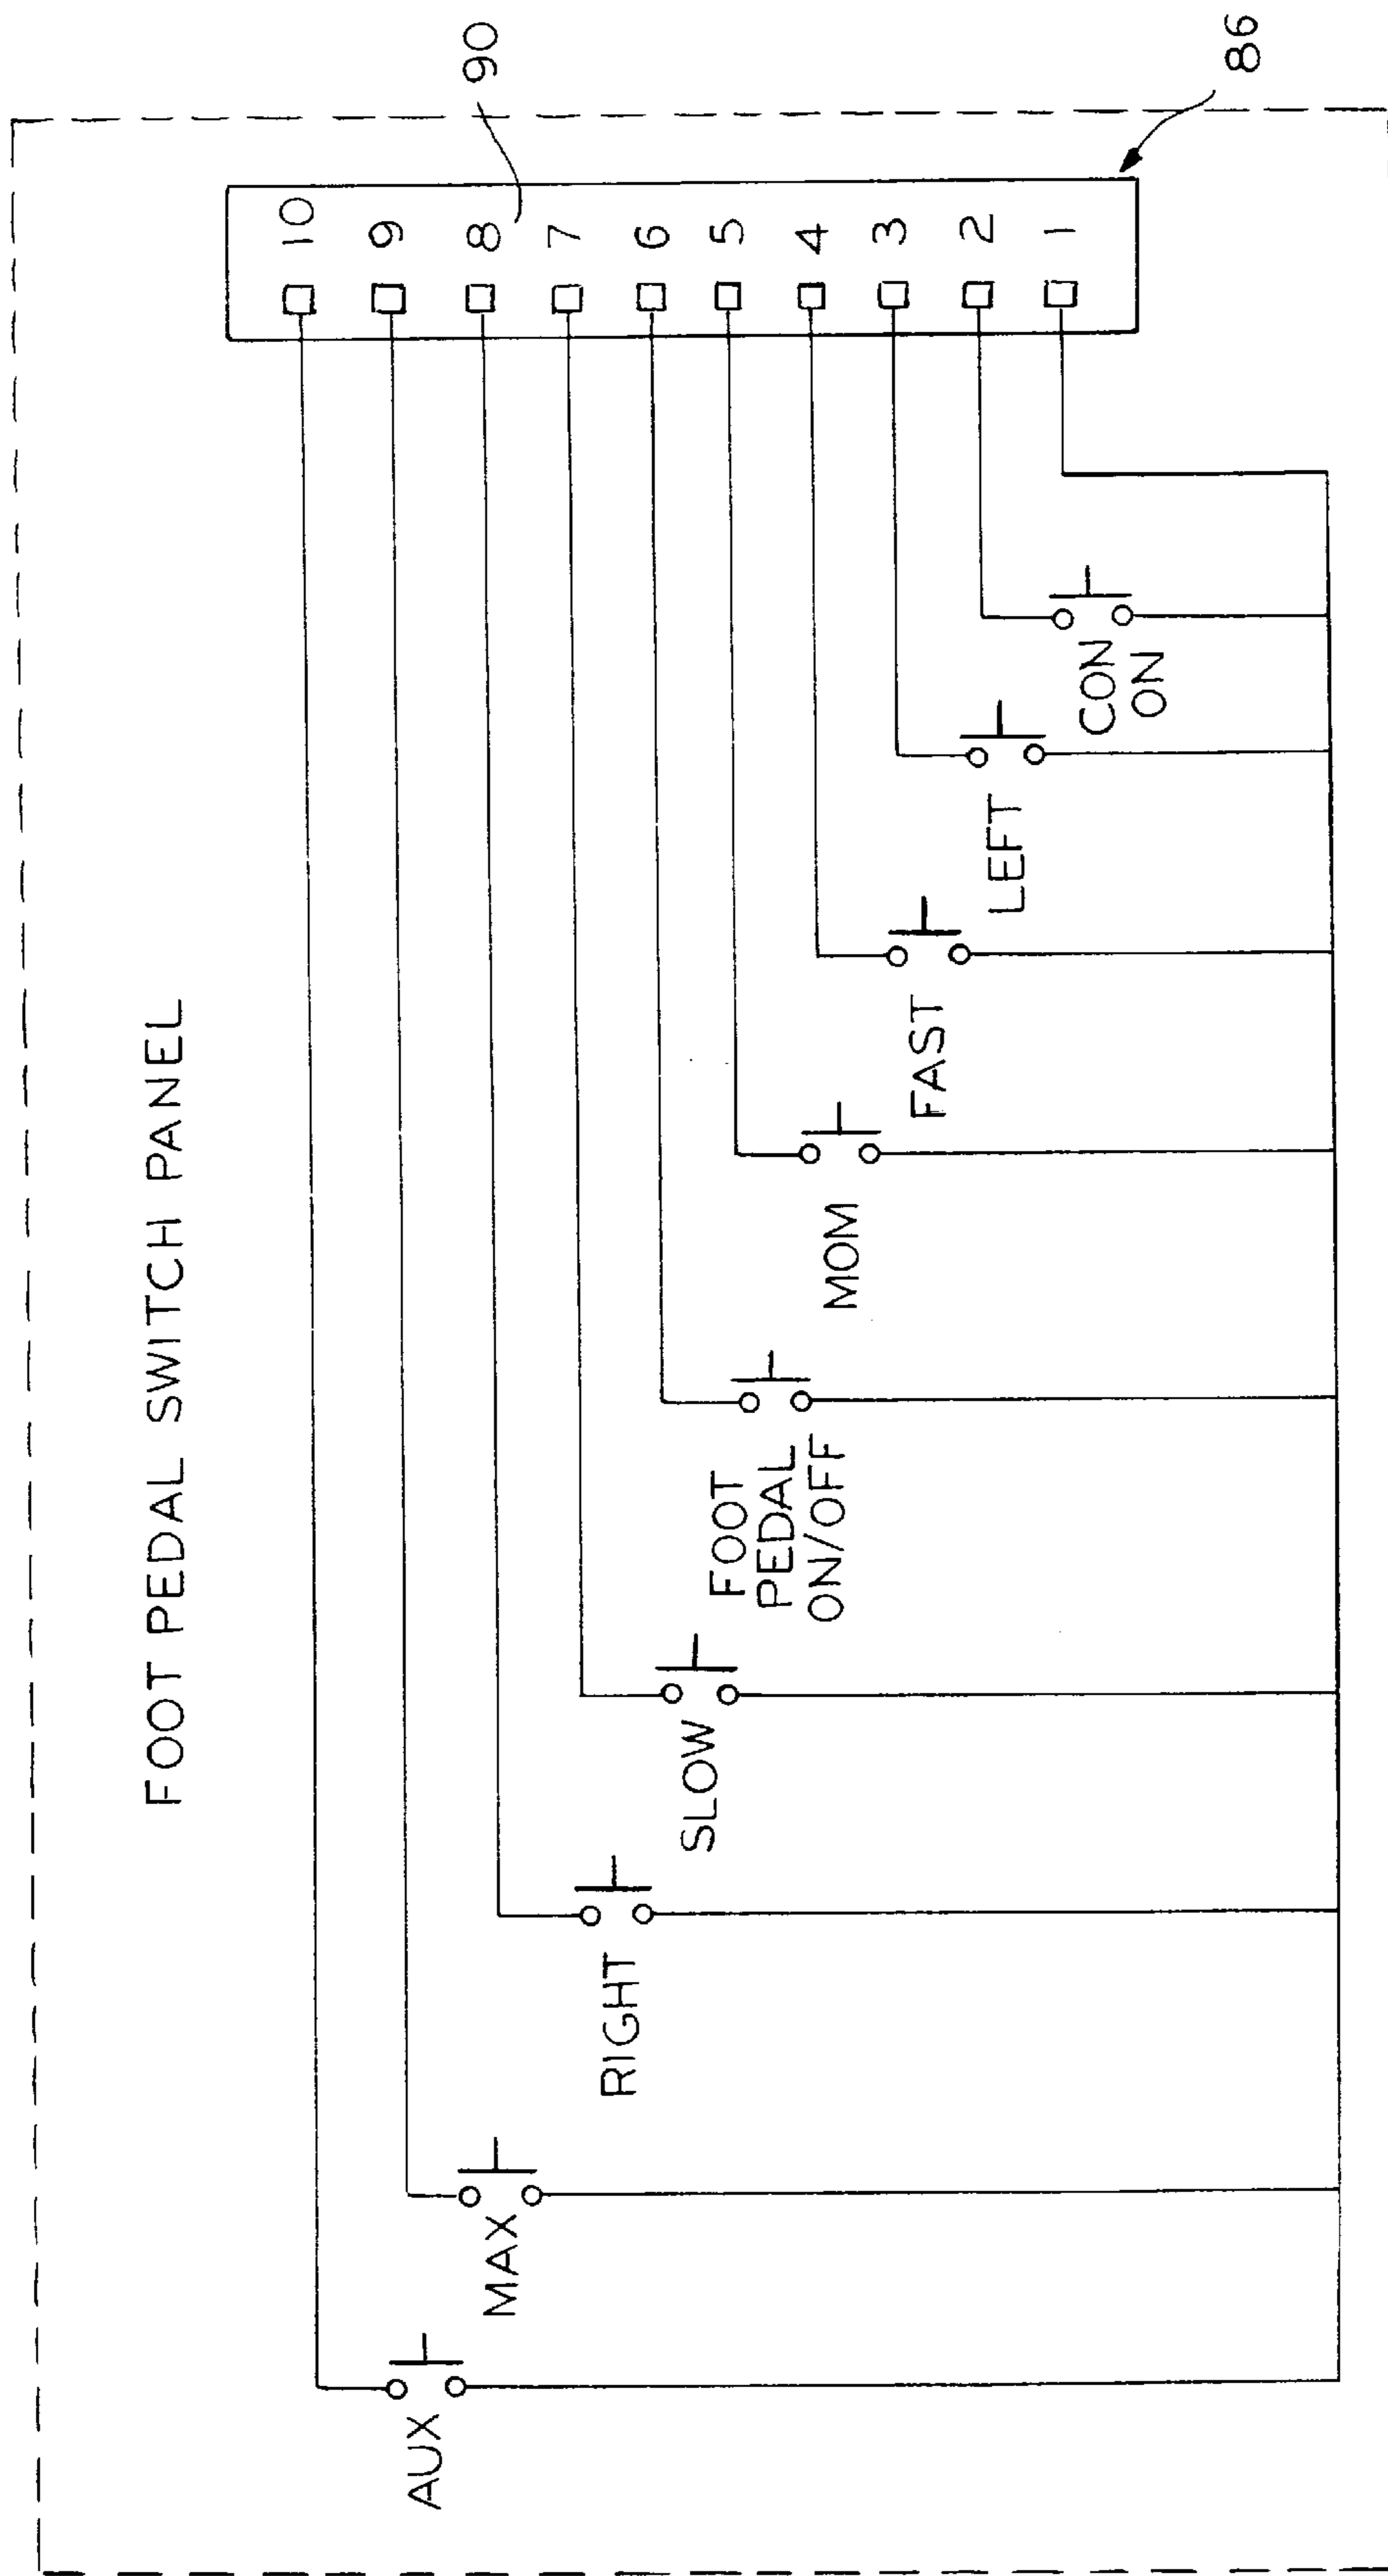 FOOT PEDAL SWITCH PANEL
90
10
9
8
7
6
5
4
3
2
1
86
AUX
MAX
RIGHT
SLOW
FOOT
PEDAL
ON/OFF
MOM
FAST
LEFT
CON
ON